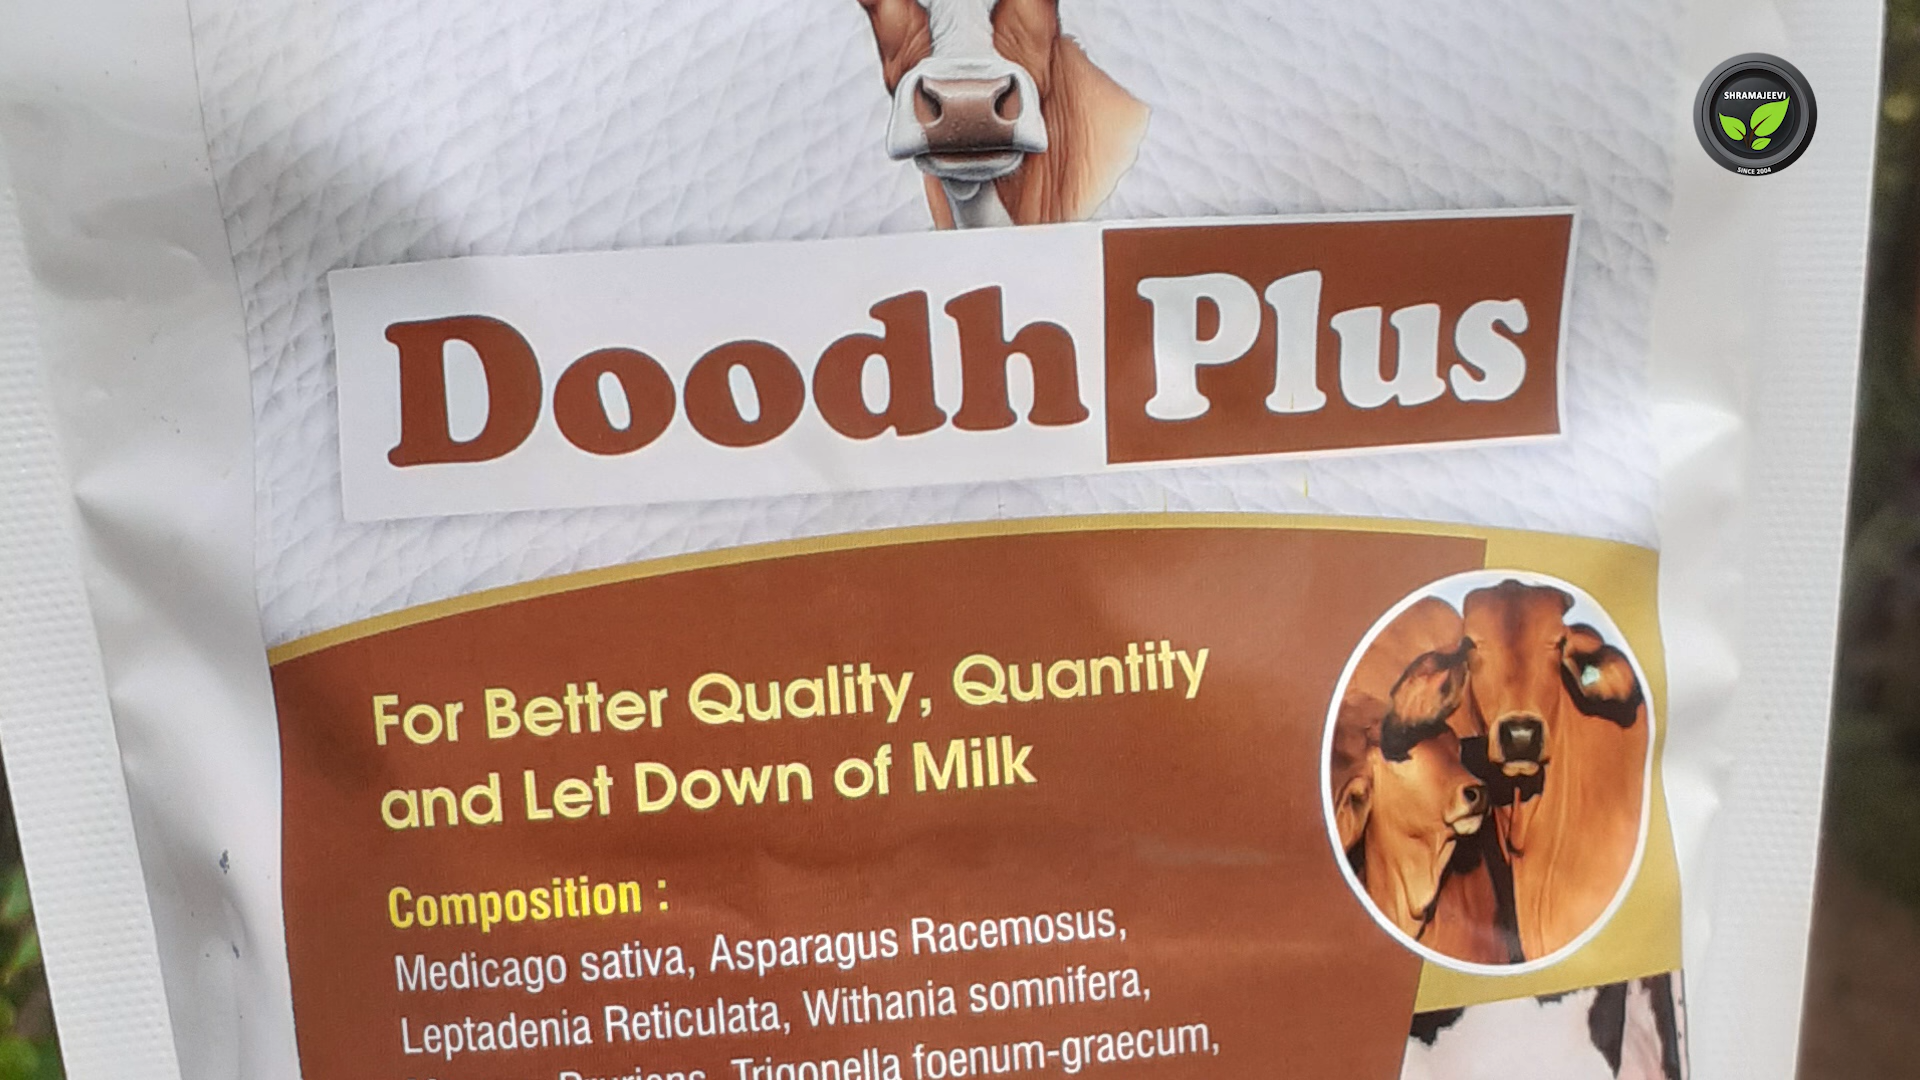 SHRAMAJEEVI
SINCE 2004
Doodh Plus
For Better Quality, Quantity
and Let Down of Milk
Composition :
Medicago sativa, Asparagus Racemosus,
Leptadenia Reticulata, Withania somnifera,
Trigonella foenum-graecum,